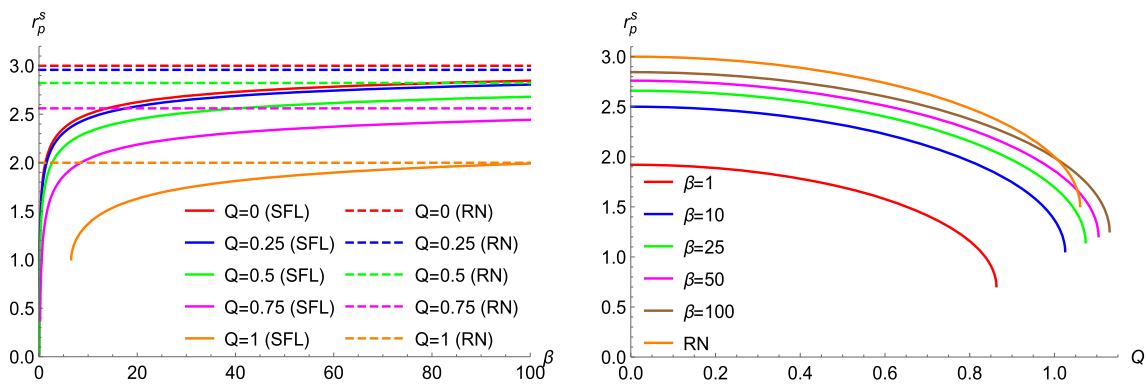 r_p^s
3.0
2.5
2.0
1.5
1.0
0.5
0.0
0
20
40
60
80
100
β
Q=0 (SFL)
Q=0 (RN)
Q=0.25 (SFL)
Q=0.25 (RN)
Q=0.5 (SFL)
Q=0.5 (RN)
Q=0.75 (SFL)
Q=0.75 (RN)
Q=1 (SFL)
Q=1 (RN)
r_p^s
3.0
2.5
2.0
1.5
1.0
0.5
0.0
0.0
0.2
0.4
0.6
0.8
1.0
Q
β=1
β=10
β=25
β=50
β=100
RN